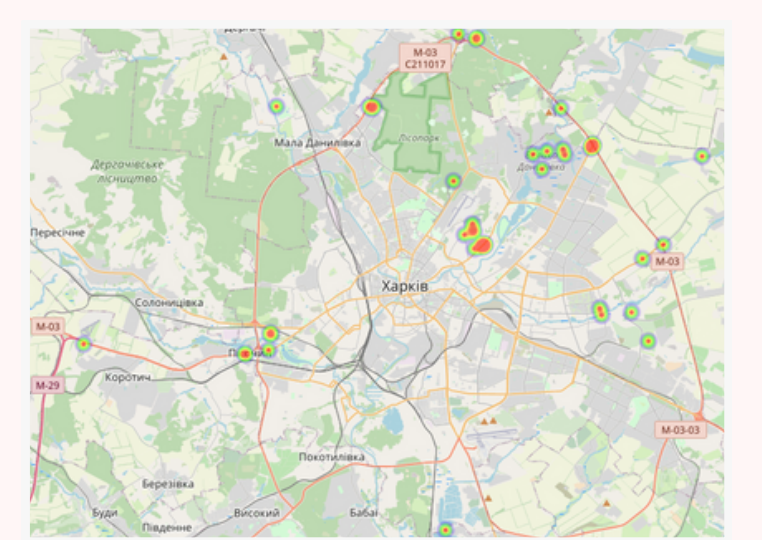 М-03
С211017
Лісопарк
Мала Данилівка
Дергачівське
лісництво
Пересічне
М-03
Харків
Солоницівка
М-03
Коротич
М-29
М-03-03
Покотилівка
Березівка
Буди
Високий
Бабаї
Південне